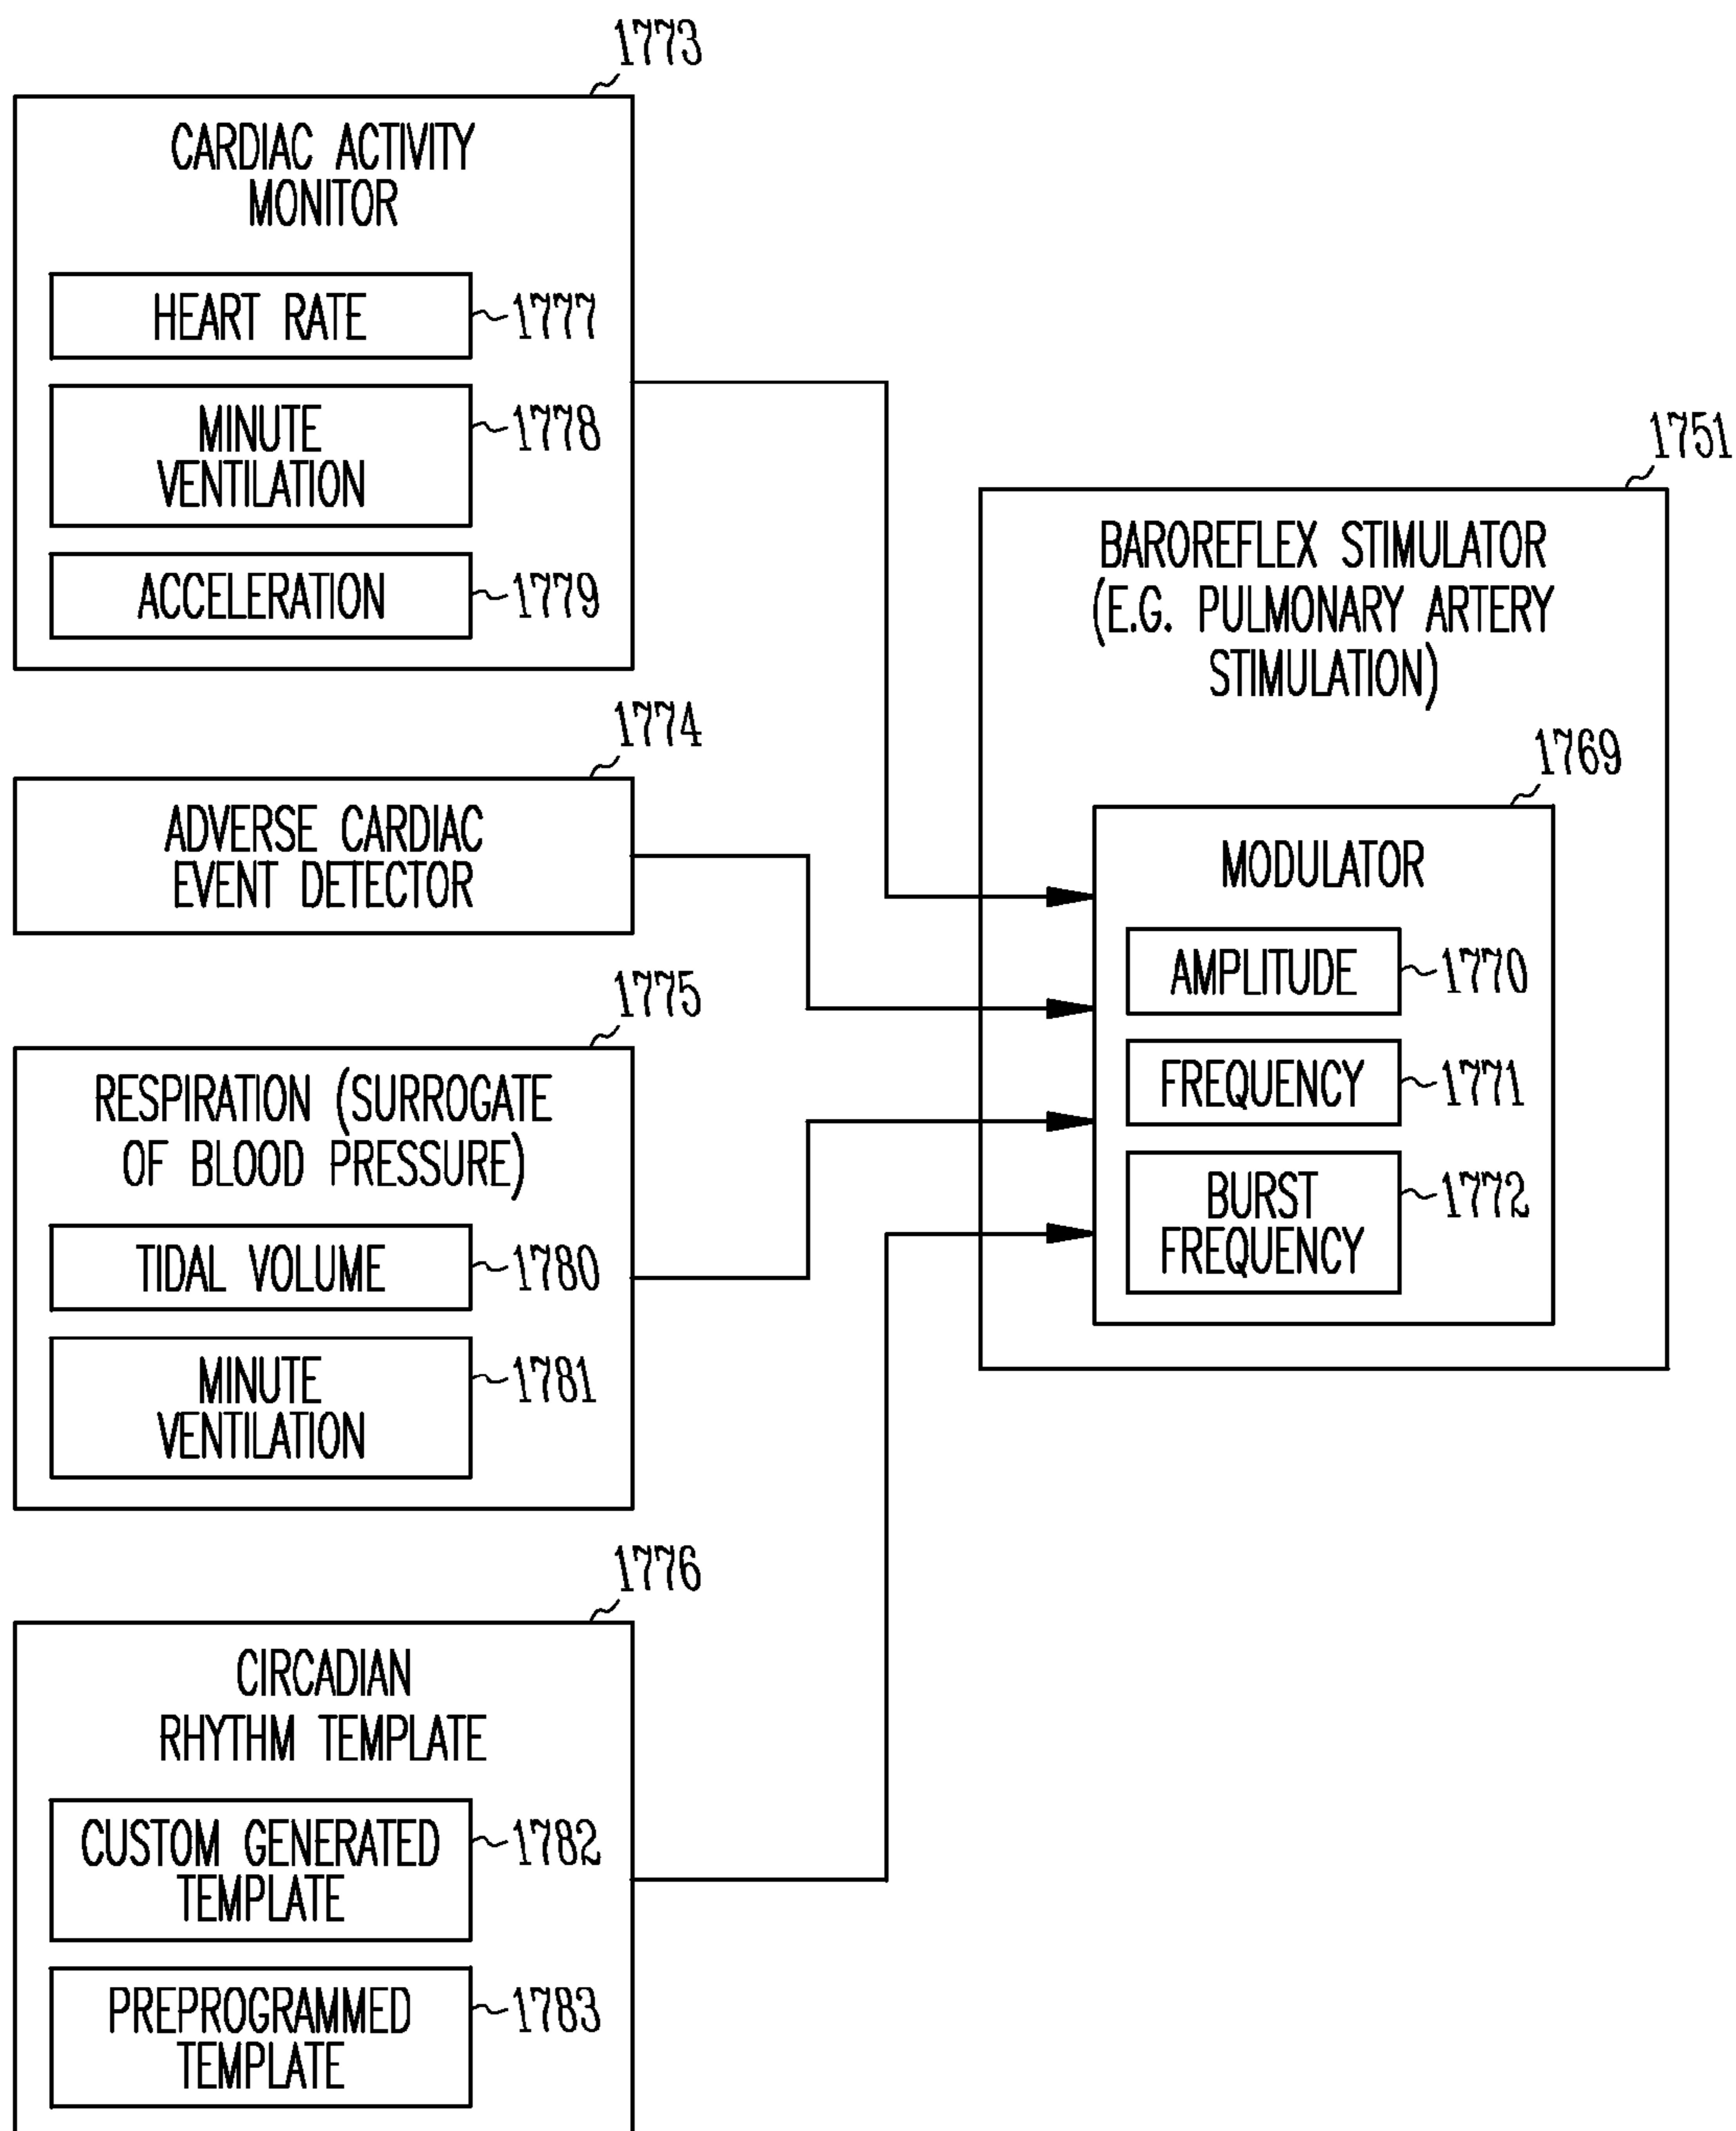 1773
CARDIAC ACTIVITY
MONITOR
HEART RATE
1777
MINUTE
VENTILATION
1778
ACCELERATION
1779
1774
ADVERSE CARDIAC
EVENT DETECTOR
1775
RESPIRATION (SURROGATE
OF BLOOD PRESSURE)
TIDAL VOLUME
1780
MINUTE
VENTILATION
1781
1776
CIRCADIAN
RHYTHM TEMPLATE
CUSTOM GENERATED
TEMPLATE
1782
PREPROGRAMMED
TEMPLATE
1783
1751
BAROREFLEX STIMULATOR
(E.G. PULMONARY ARTERY
STIMULATION)
1769
MODULATOR
AMPLITUDE
1770
FREQUENCY
1771
BURST
FREQUENCY
1772